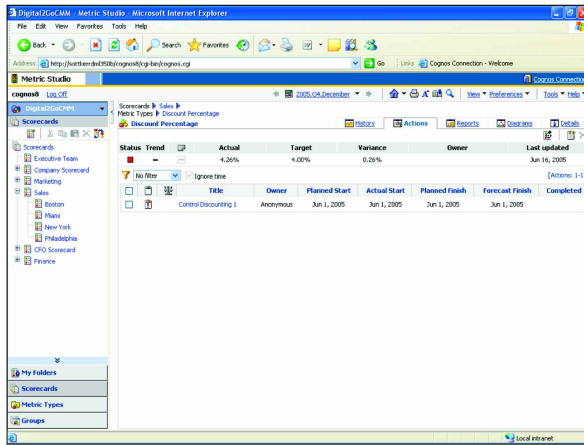 Digital2GoCMM - Metric Studio - Microsoft Internet Explorer
File Edit View Favorites Tools Help
Back Search Favorites
Address http://sottkerrdml350b/cognos8/cgi-bin/cognos.cgi Go Links Cognos Connection - Welcome
Metric Studio Cognos Connection
cognos8 Log Off 2005.Q4.December View Preferences Tools Help
Digital2GoCMM
Scorecards
Scorecards
Executive Team
Company Scorecard
Marketing
Sales
Boston
Miami
New York
Philadelphia
CFO Scorecard
Finance
My Folders
Scorecards
Metric Types
Groups
Scorecards Sales
Metric Types Discount Percentage
Discount Percentage History Actions Reports Diagrams Details
Status Trend Actual Target Variance Owner Last updated
4.26% 4.00% 0.26% Jun 16, 2005
No filter Ignore time [Actions: 1-1
Title Owner Planned Start Actual Start Planned Finish Forecast Finish Completed
Control Discounting 1 Anonymous Jun 1, 2005 Jun 1, 2005 Jun 1, 2005 Jun 1, 2005
Local intranet